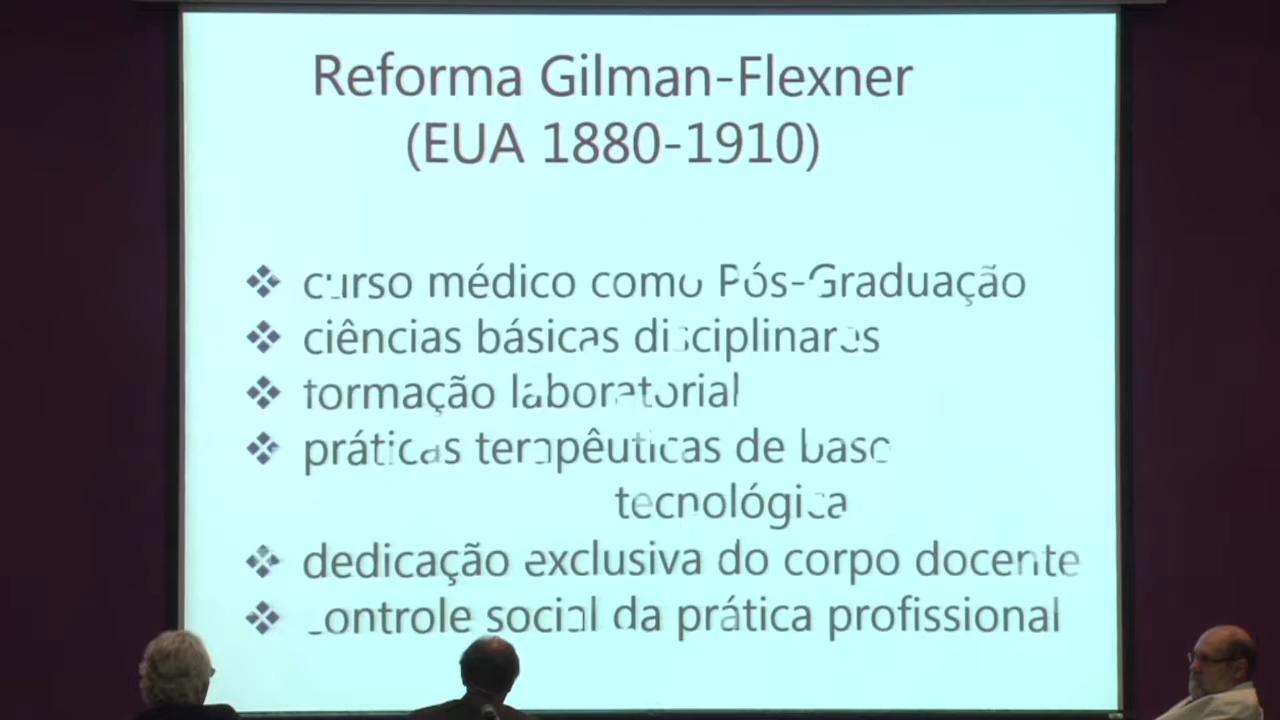 Reforma Gilman-Flexner
(EUA 1880-1910)
❖ curso médico como Pós-Graduação
❖ ciências básicas disciplinares
❖ formação laboratorial
❖ práticas terapêuticas de base
tecnológica
❖ dedicação exclusiva do corpo docente
❖ controle social da prática profissional